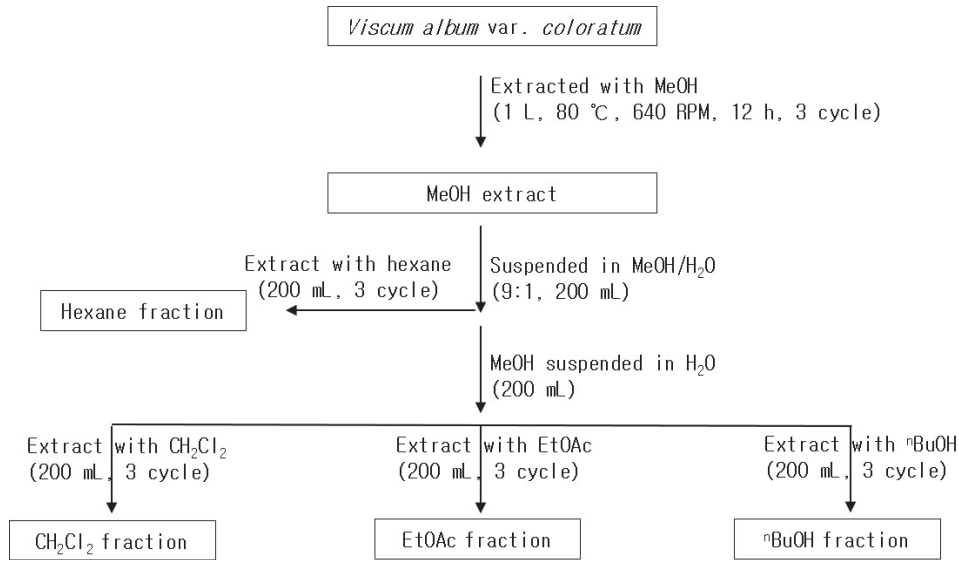 Viscum album var. coloratum
Extracted with MeOH
(1 L, 80 ℃, 640 RPM, 12 h, 3 cycle)
MeOH extract
Extract with hexane
(200 mL, 3 cycle)
Suspended in MeOH/H₂O
(9:1, 200 mL)
Hexane fraction
MeOH suspended in H₂O
(200 mL)
Extract with CH₂Cl₂
(200 mL, 3 cycle)
Extract with EtOAc
(200 mL, 3 cycle)
Extract with ⁿBuOH
(200 mL, 3 cycle)
CH₂Cl₂ fraction
EtOAc fraction
ⁿBuOH fraction